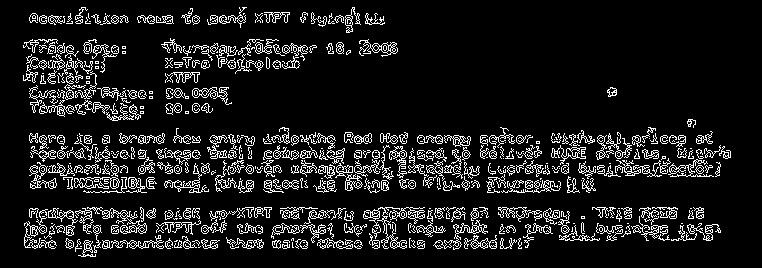 Acquisition news to send XTPT flying!!!
Trade Date: Thursday, October 18, 2006
Company: X-Tra Petroleum
Ticker: XTPT
Current Price: $0.0085
Target Price: $0.04
Here is a brand new entry into the Red Hot energy sector. With oil prices at
record levels these small companies are poised to deliver HUGE profits. With a
combination of solid, proven management, Extremely Lucrative business sector,
and INCREDIBLE news, this stock is going to fly on Thursday !!!
Members should pick up XTPT as early as possible on Thursday . This news is
going to send XTPT off the charts! We all know that in the oil business it's
the big announcements that make these stocks explode!!!